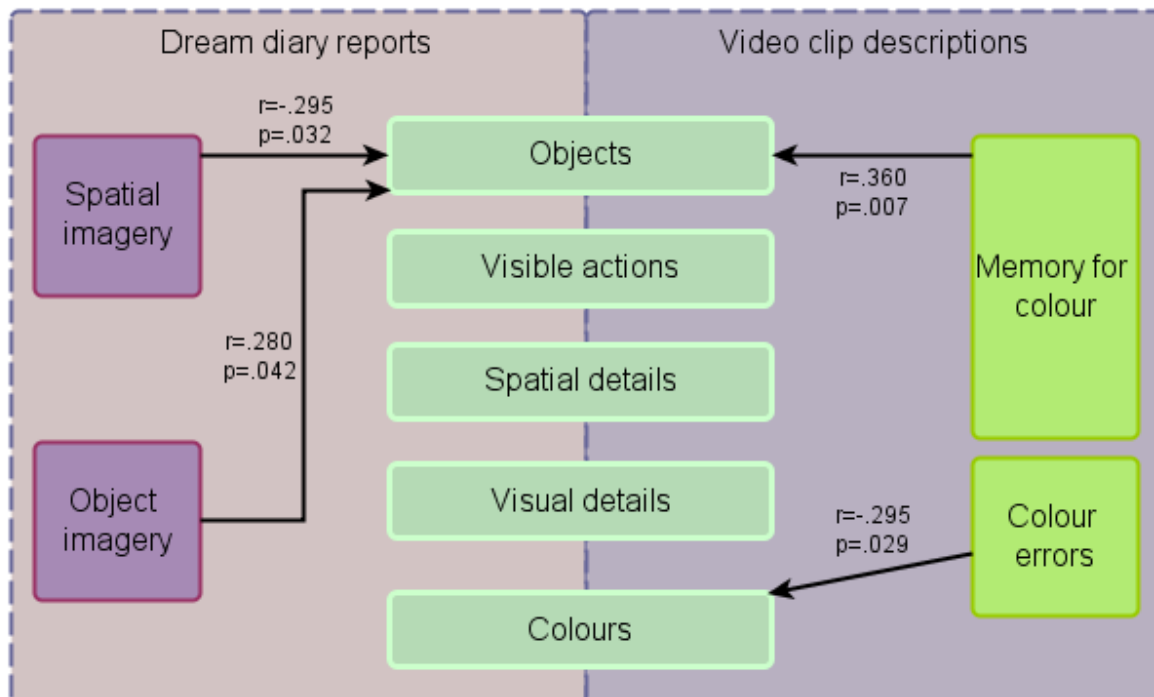 Dream diary reports
Video clip descriptions
r=-.295
p=.032
Spatial
imagery
Objects
r=.360
p=.007
Memory for
colour
Visible actions
r=.280
p=.042
Spatial details
Object
imagery
Visual details
r=-.295
p=.029
Colour
errors
Colours